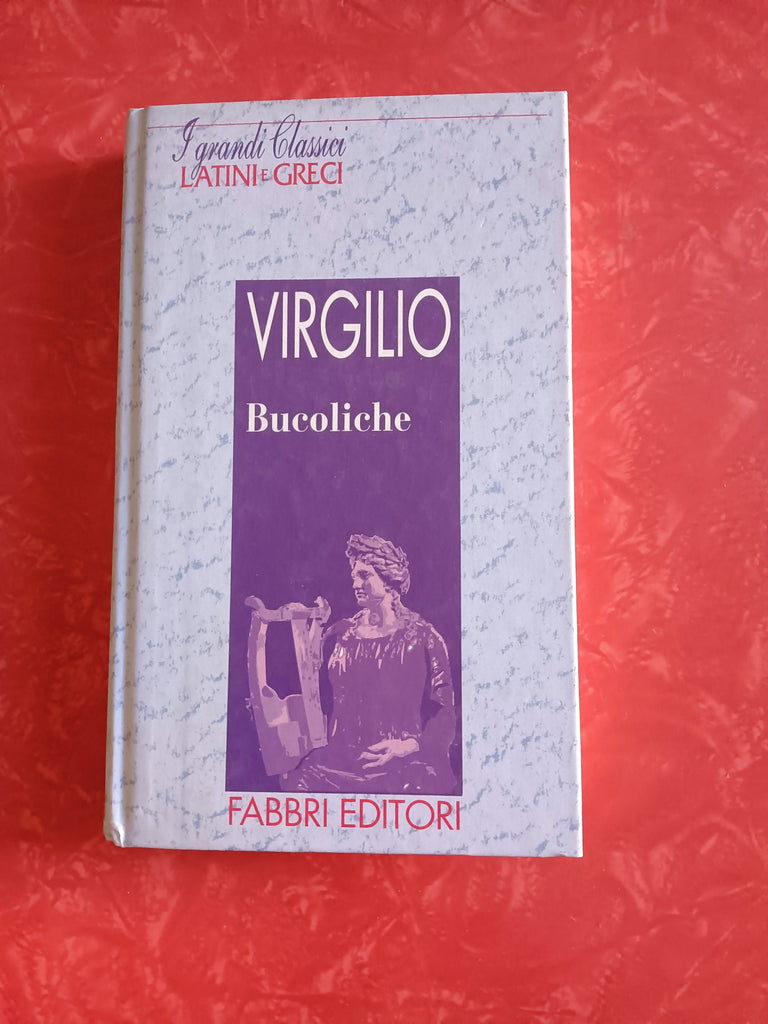 I grandi Classici
LATINI E GRECI
VIRGILIO
Bucoliche
FABBRI EDITORI